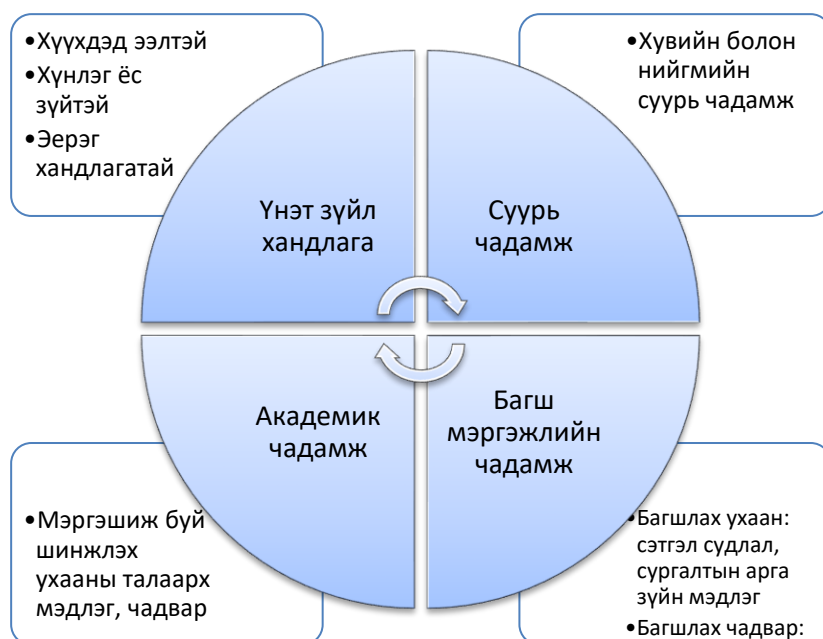 •Хүүхдэд ээлтэй
•Хүнлэг ёс
зүйтэй
•Эерэг
хандлагатай
•Хувийн болон
нийгмийн
суурь чадамж
Үнэт зүйл
хандлага
Суурь
чадамж
Академик
чадамж
Багш
мэргэжлийн
чадамж
•Мэргэшиж буй
шинжлэх
ухааны талаарх
мэдлэг, чадвар
•Багшлах ухаан:
сэтгэл судлал,
сургалтын арга
зүйн мэдлэг
•Багшлах чадвар: